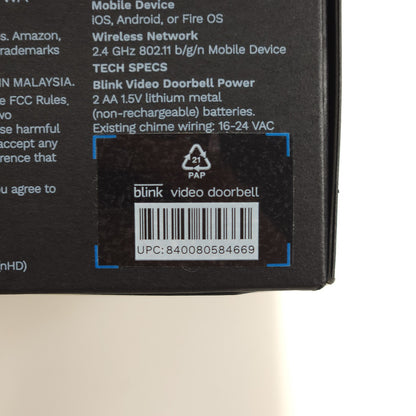 s. Amazon,
rademarks
IN MALAYSIA.
e FCC Rules,
wo
se harmful
accept any
erence that
u agree to
nHD)
Mobile Device
iOS, Android, or Fire OS
Wireless Network
2.4 GHz 802.11 b/g/n Mobile Device
TECH SPECS
Blink Video Doorbell Power
2 AA 1.5V lithium metal
(non-rechargeable) batteries.
Existing chime wiring: 16-24 VAC
21
PAP
blink video doorbell
UPC: 840080584669